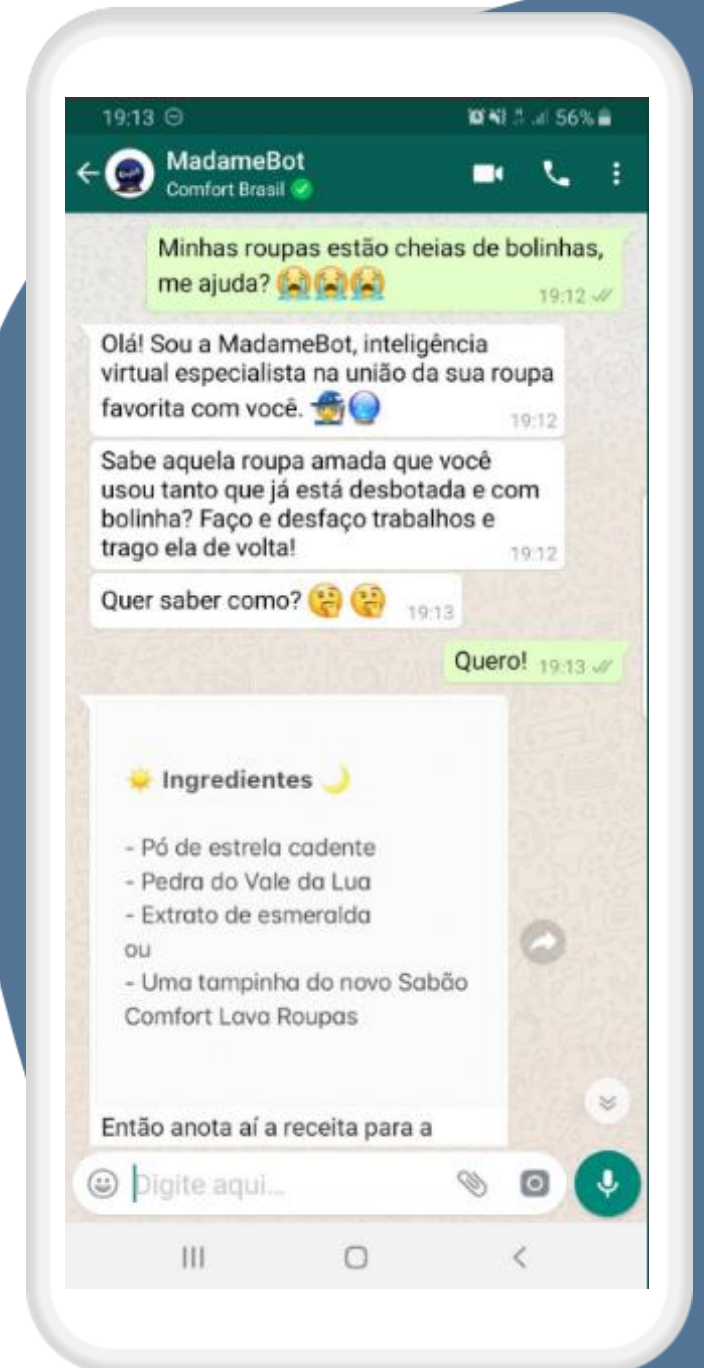 19:13
56%
MadameBot
Comfort Brasil
Minhas roupas estão cheias de bolinhas,
me ajuda? 😭😭😭
19:12
Olá! Sou a MadameBot, inteligência
virtual especialista na união da sua roupa
favorita com você. 🧙🔮
19:12
Sabe aquela roupa amada que você
usou tanto que já está desbotada e com
bolinha? Faço e desfaço trabalhos e
trago ela de volta!
19:12
Quer saber como? 🤔 🤔
19:13
Quero! 19:13
☀️ Ingredientes 🌙
- Pó de estrela cadente
- Pedra do Vale da Lua
- Extrato de esmeralda
ou
- Uma tampinha do novo Sabão
Comfort Lava Roupas
Então anota aí a receita para a
Digite aqui...